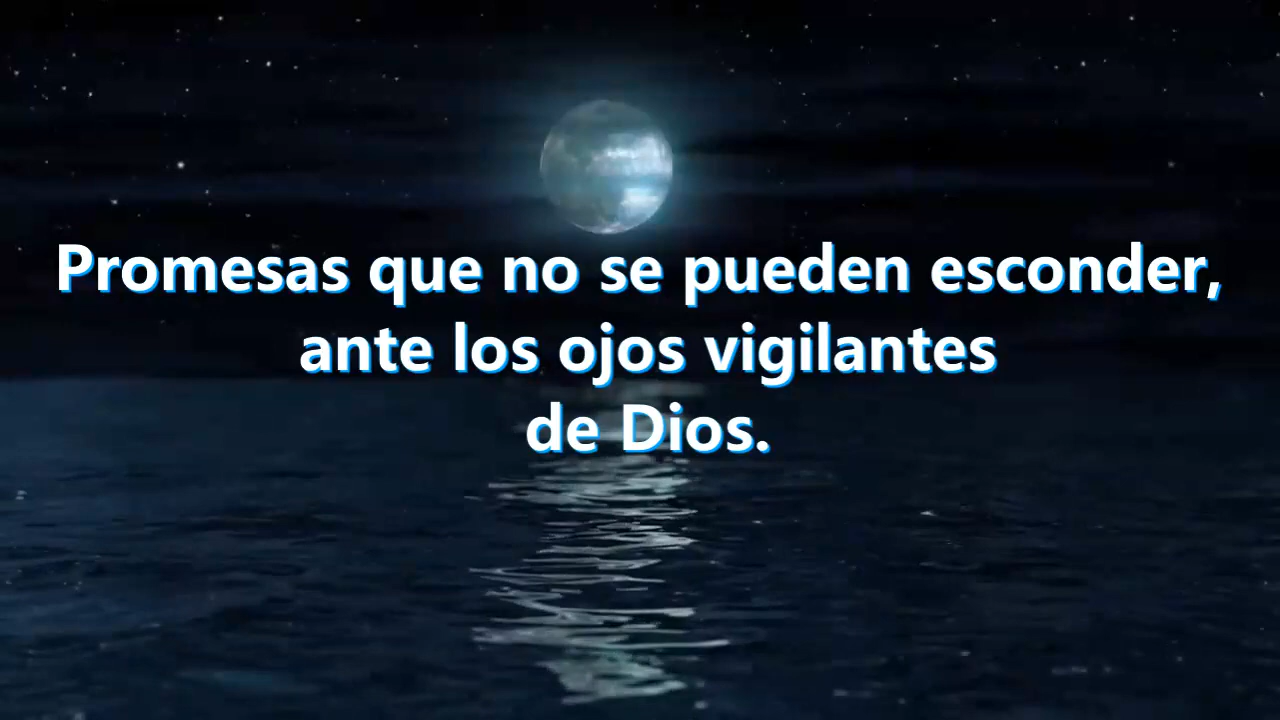 Promesas que no se pueden esconder,
ante los ojos vigilantes
de Dios.